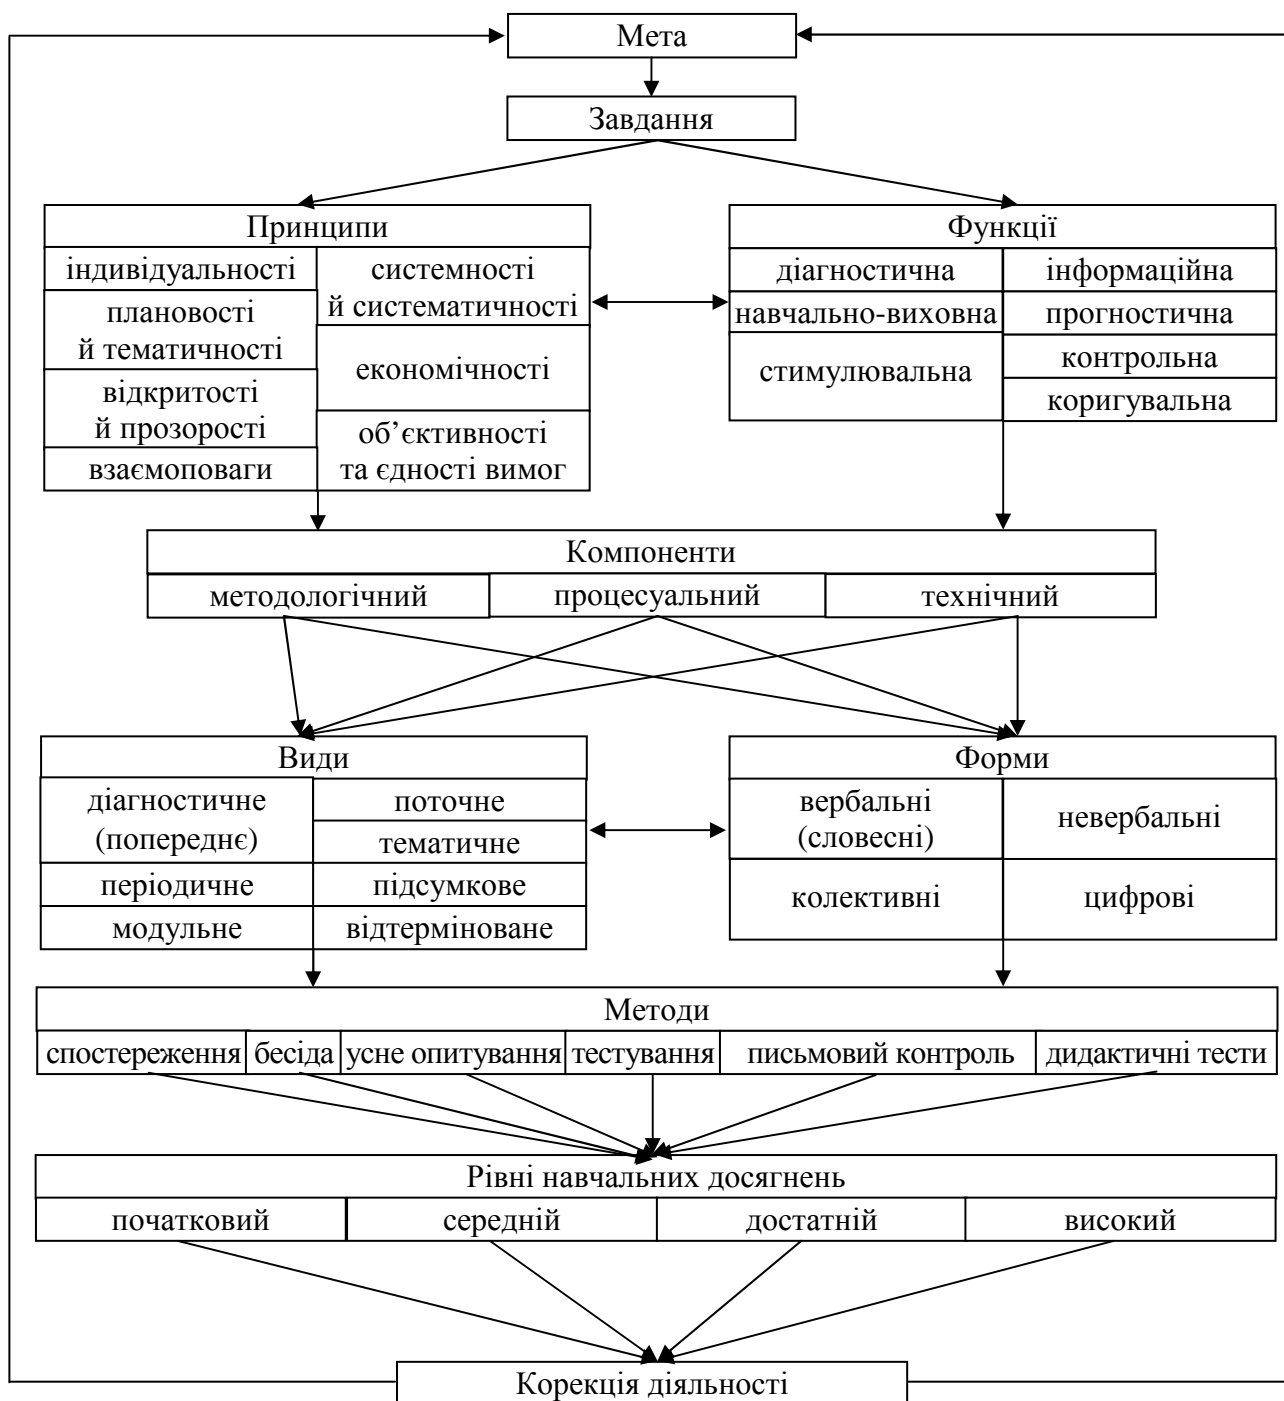 Мета
Завдання
Принципи
індивідуальності
плановості
й тематичності
відкритості
й прозорості
взаємоповаги
системності
й систематичності
економічності
об’єктивності
та єдності вимог
Функції
діагностична
навчально-виховна
стимулювальна
інформаційна
прогностична
контрольна
коригувальна
Компоненти
методологічний
процесуальний
технічний
Види
діагностичне
(попереднє)
періодичне
модульне
поточне
тематичне
підсумкове
відтерміноване
Форми
вербальні
(словесні)
колективні
невербальні
цифрові
Методи
спостереження
бесіда
усне опитування
тестування
письмовий контроль
дидактичні тести
Рівні навчальних досягнень
початковий
середній
достатній
високий
Корекція діяльності